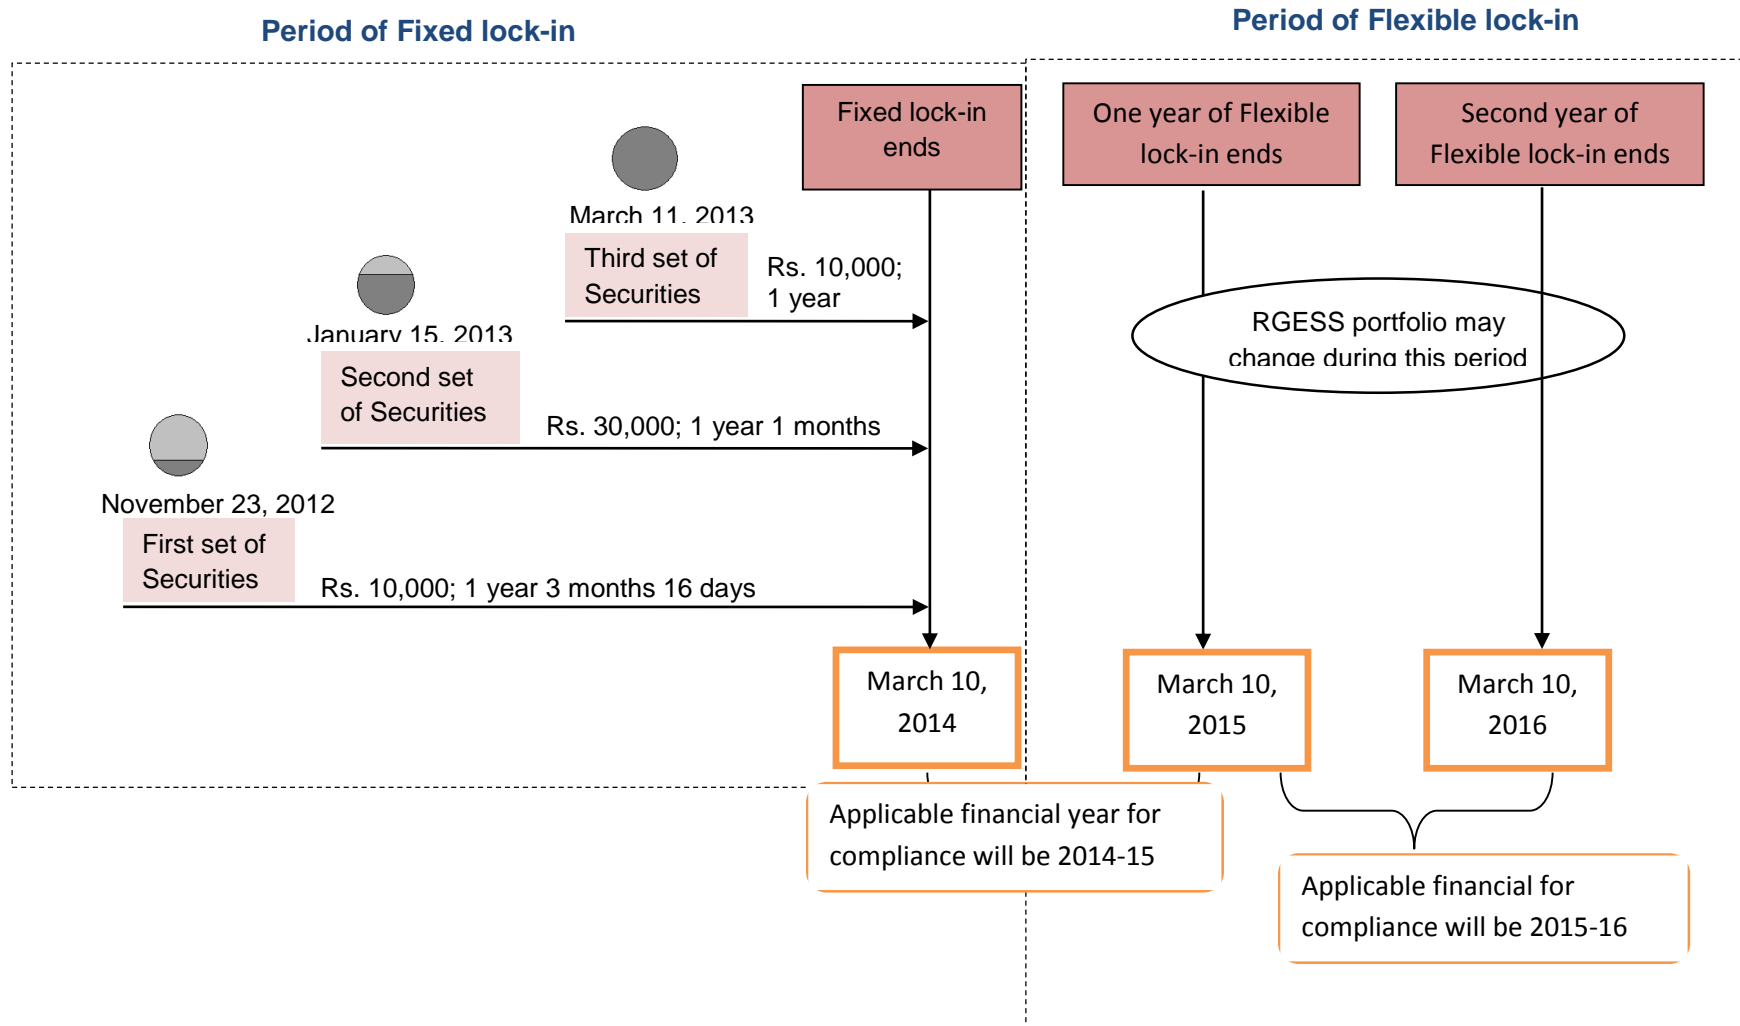 Period of Fixed lock-in
Period of Flexible lock-in
Fixed lock-in
ends
One year of Flexible
lock-in ends
Second year of
Flexible lock-in ends
March 11, 2013
Third set of
Securities
Rs. 10,000;
1 year
RGESS portfolio may
change during this period
January 15, 2013
Second set
of Securities
Rs. 30,000; 1 year 1 months
November 23, 2012
First set of
Securities
Rs. 10,000; 1 year 3 months 16 days
March 10,
2014
March 10,
2015
March 10,
2016
Applicable financial year for
compliance will be 2014-15
Applicable financial for
compliance will be 2015-16